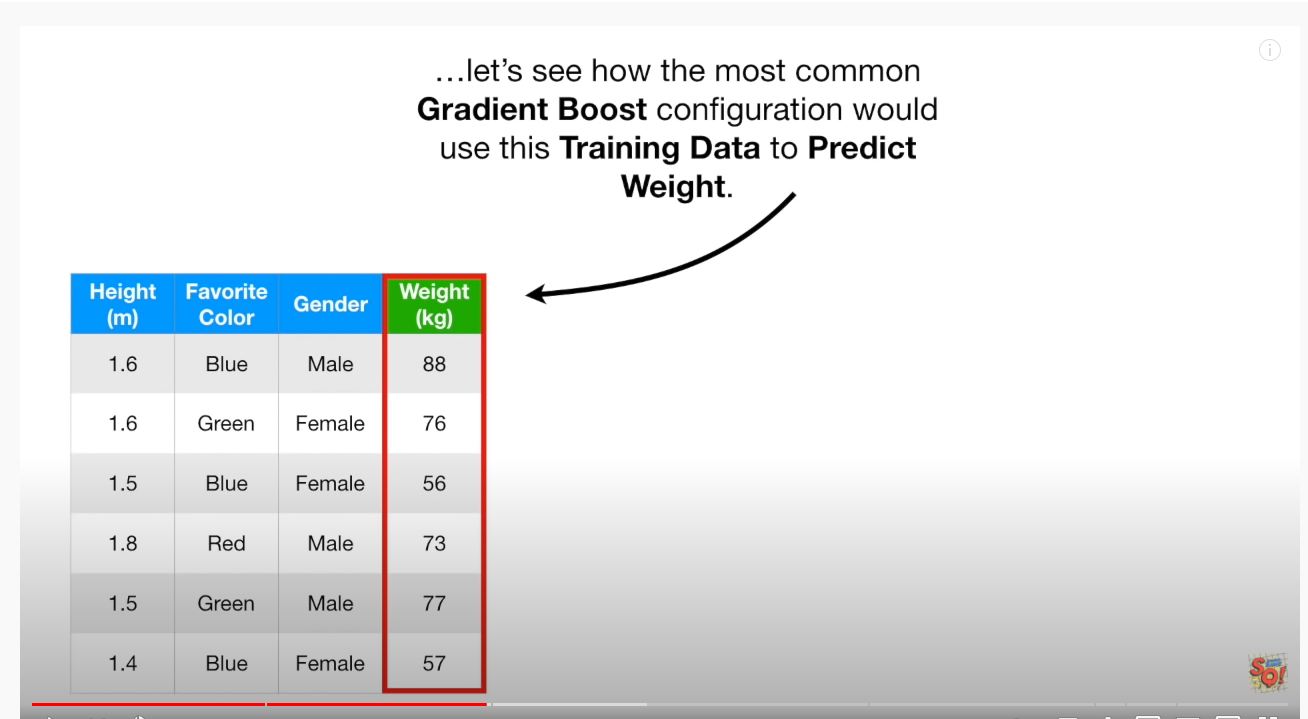 …let's see how the most common
Gradient Boost configuration would
use this Training Data to Predict
Weight.
Height (m) Favorite Color Gender Weight (kg)
1.6 Blue Male 88
1.6 Green Female 76
1.5 Blue Female 56
1.8 Red Male 73
1.5 Green Male 77
1.4 Blue Female 57
SQ!